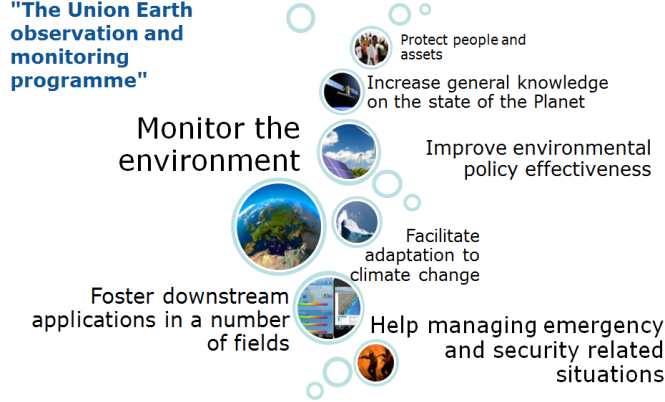 "The Union Earth
observation and
monitoring
programme"
Protect people and
assets
Increase general knowledge
on the state of the Planet
Monitor the
environment
Improve environmental
policy effectiveness
Facilitate
adaptation to
climate change
Foster downstream
applications in a number
of fields
Help managing emergency
and security related
situations